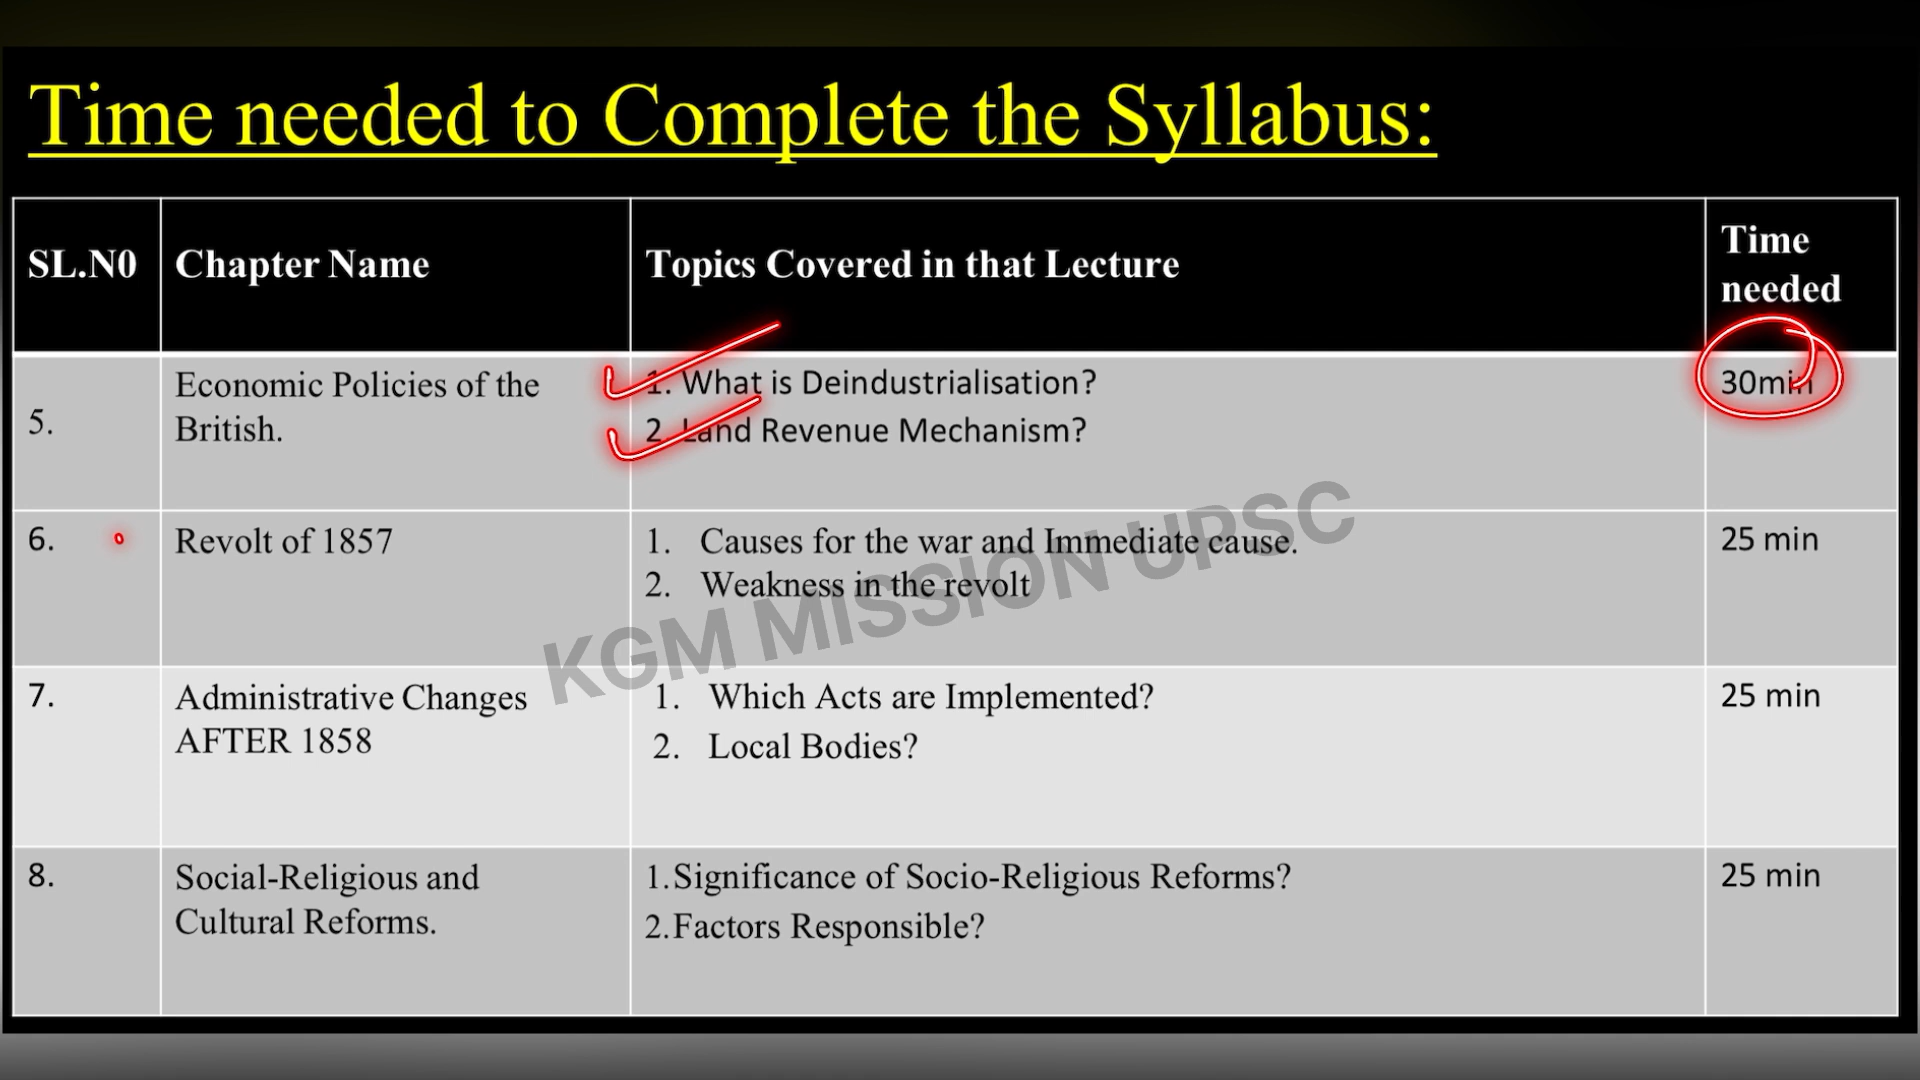 Time needed to Complete the Syllabus:
SL.N0 Chapter Name Topics Covered in that Lecture Time needed
5. Economic Policies of the British.
1. What is Deindustrialisation?
2. Land Revenue Mechanism?
30min
6. Revolt of 1857
1. Causes for the war and Immediate cause.
2. Weakness in the revolt
25 min
7. Administrative Changes AFTER 1858
1. Which Acts are Implemented?
2. Local Bodies?
25 min
8. Social-Religious and Cultural Reforms.
1.Significance of Socio-Religious Reforms?
2.Factors Responsible?
25 min
KGM MISSION UPSC